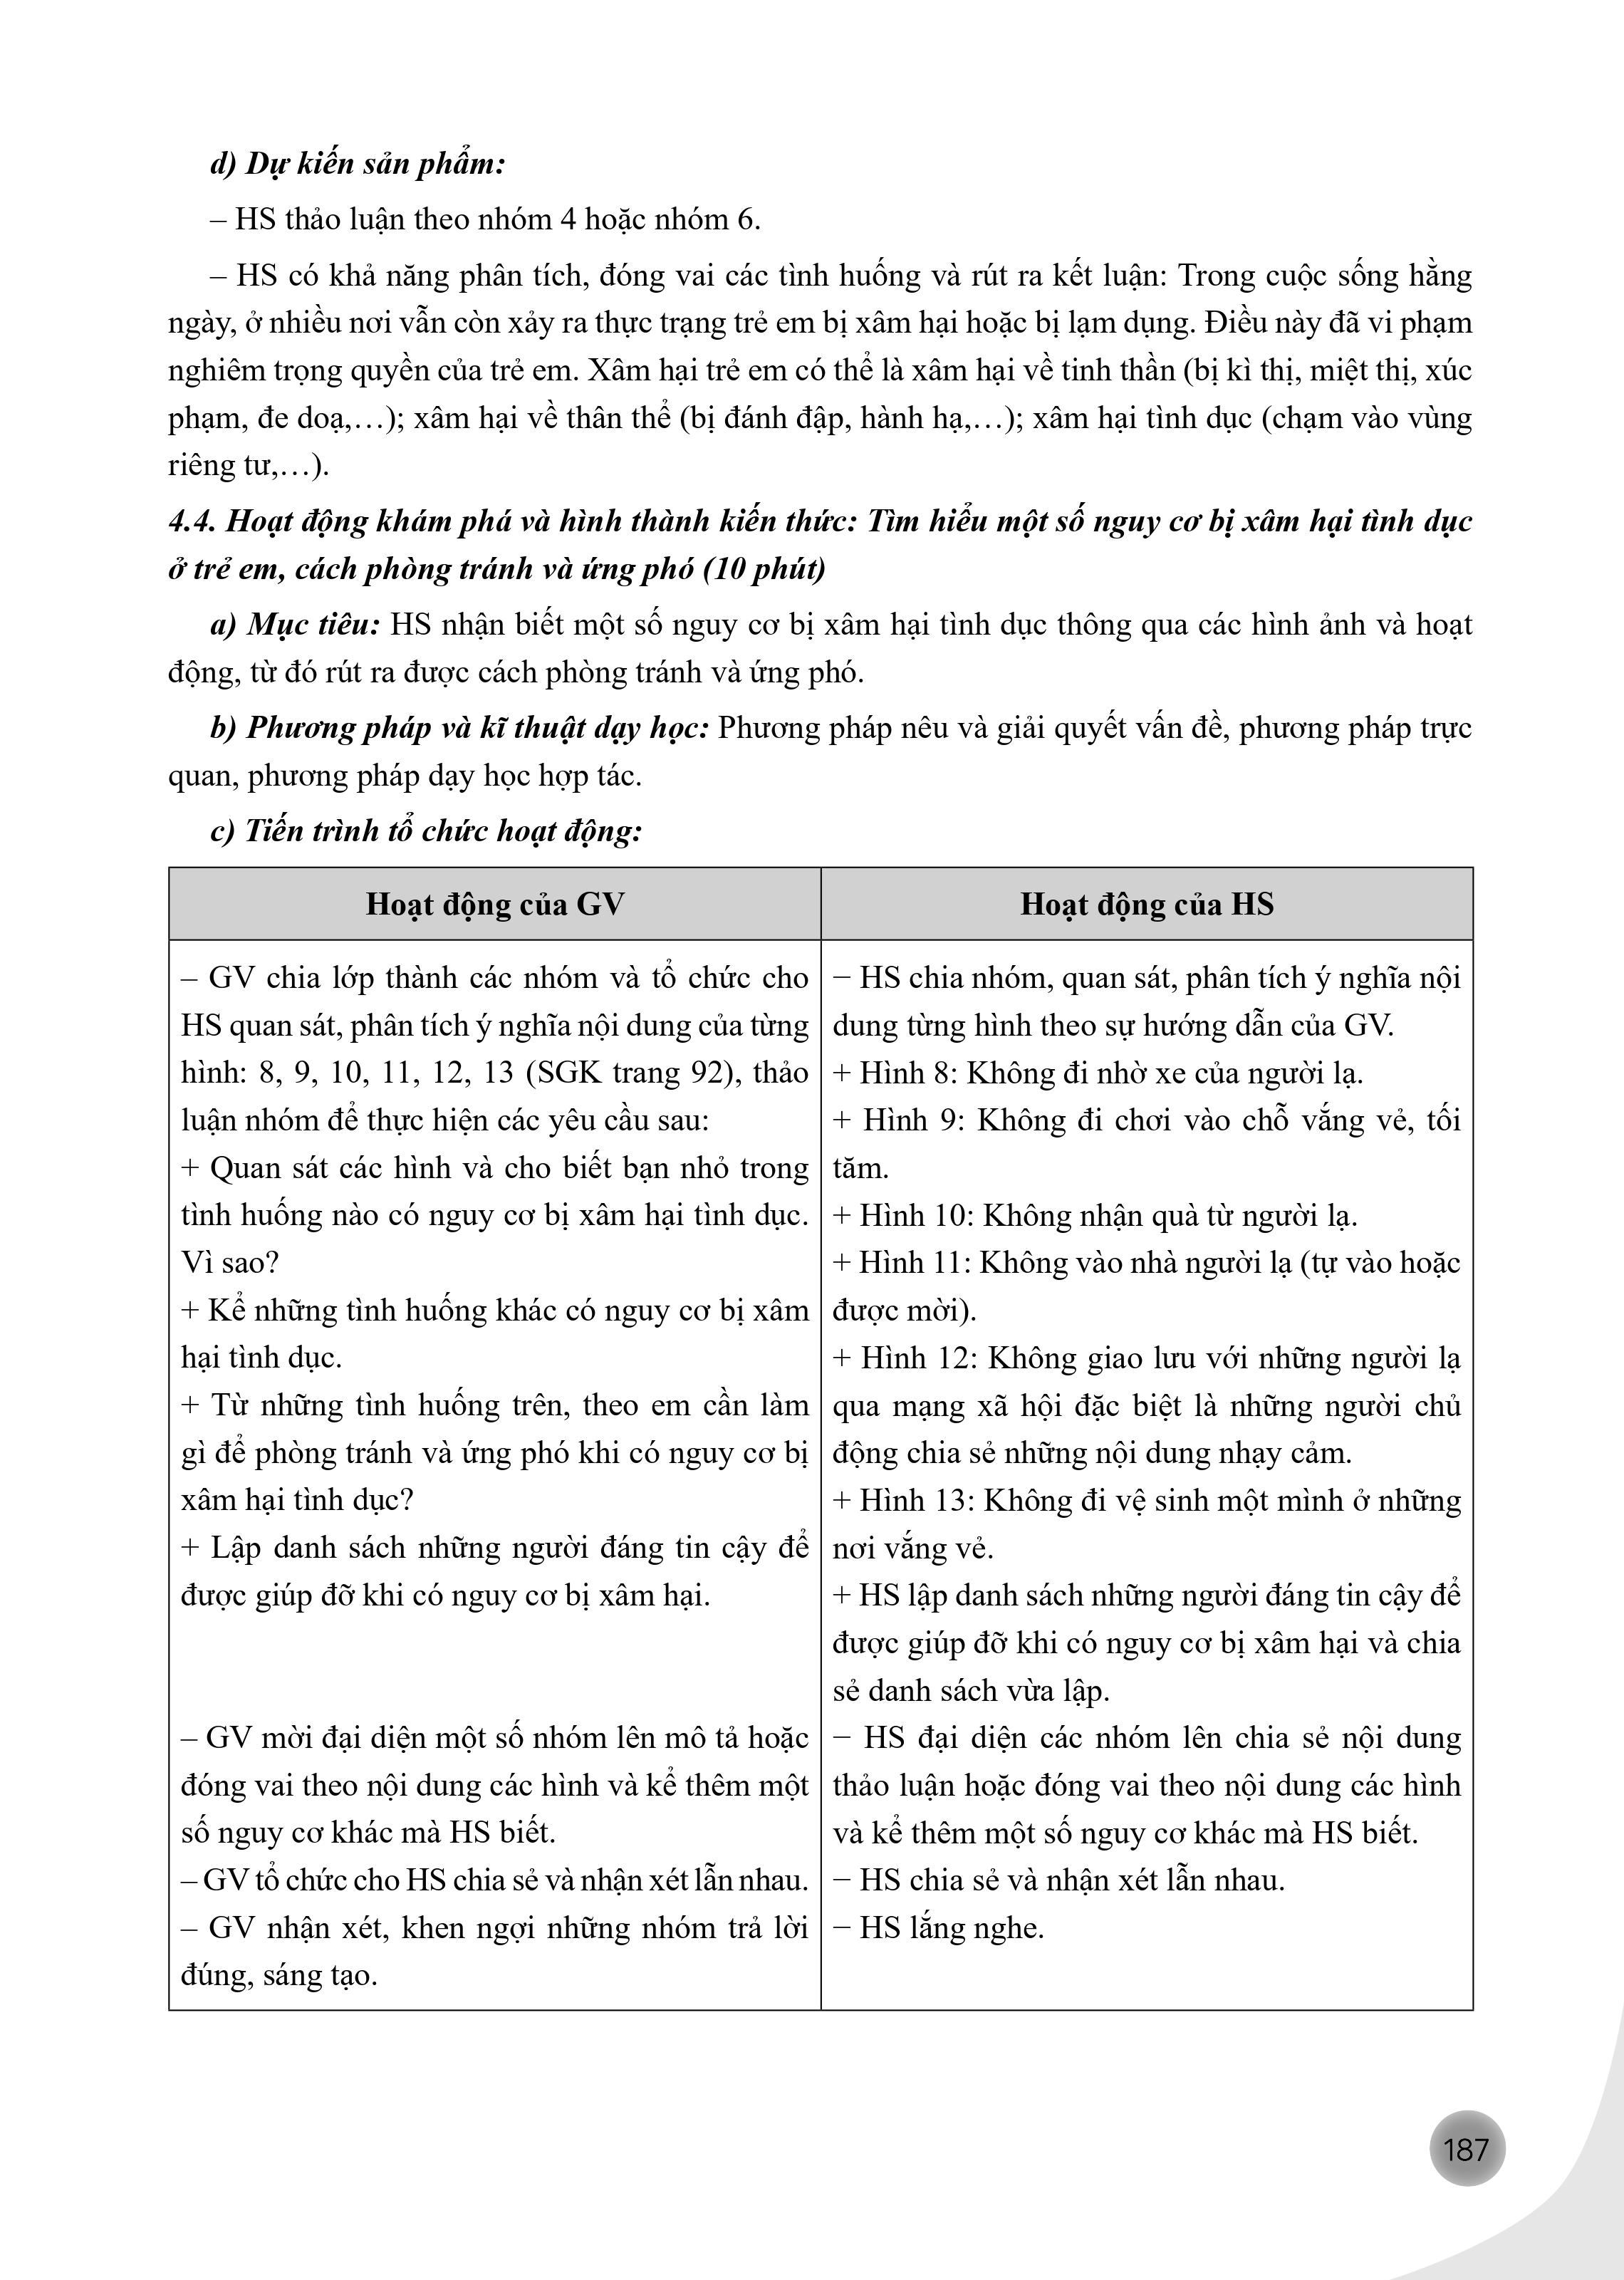 d) Dự kiến sản phẩm:
– HS thảo luận theo nhóm 4 hoặc nhóm 6.
– HS có khả năng phân tích, đóng vai các tình huống và rút ra kết luận: Trong cuộc sống hằng
ngày, ở nhiều nơi vẫn còn xảy ra thực trạng trẻ em bị xâm hại hoặc bị lạm dụng. Điều này đã vi phạm
nghiêm trọng quyền của trẻ em. Xâm hại trẻ em có thể là xâm hại về tinh thần (bị kì thị, miệt thị, xúc
phạm, đe doạ,…); xâm hại về thân thể (bị đánh đập, hành hạ,…); xâm hại tình dục (chạm vào vùng
riêng tư,…).
4.4. Hoạt động khám phá và hình thành kiến thức: Tìm hiểu một số nguy cơ bị xâm hại tình dục
ở trẻ em, cách phòng tránh và ứng phó (10 phút)
a) Mục tiêu: HS nhận biết một số nguy cơ bị xâm hại tình dục thông qua các hình ảnh và hoạt
động, từ đó rút ra được cách phòng tránh và ứng phó.
b) Phương pháp và kĩ thuật dạy học: Phương pháp nêu và giải quyết vấn đề, phương pháp trực
quan, phương pháp dạy học hợp tác.
c) Tiến trình tổ chức hoạt động:
Hoạt động của GV
– GV chia lớp thành các nhóm và tổ chức cho
HS quan sát, phân tích ý nghĩa nội dung của từng
hình: 8, 9, 10, 11, 12, 13 (SGK trang 92), thảo
luận nhóm để thực hiện các yêu cầu sau:
+ Quan sát các hình và cho biết bạn nhỏ trong
tình huống nào có nguy cơ bị xâm hại tình dục.
Vì sao?
+ Kể những tình huống khác có nguy cơ bị xâm
hại tình dục.
+ Từ những tình huống trên, theo em cần làm
gì để phòng tránh và ứng phó khi có nguy cơ bị
xâm hại tình dục?
+ Lập danh sách những người đáng tin cậy để
được giúp đỡ khi có nguy cơ bị xâm hại.
– GV mời đại diện một số nhóm lên mô tả hoặc
đóng vai theo nội dung các hình và kể thêm một
số nguy cơ khác mà HS biết.
– GV tổ chức cho HS chia sẻ và nhận xét lẫn nhau.
– GV nhận xét, khen ngợi những nhóm trả lời
đúng, sáng tạo.
Hoạt động của HS
− HS chia nhóm, quan sát, phân tích ý nghĩa nội
dung từng hình theo sự hướng dẫn của GV.
+ Hình 8: Không đi nhờ xe của người lạ.
+ Hình 9: Không đi chơi vào chỗ vắng vẻ, tối
tăm.
+ Hình 10: Không nhận quà từ người lạ.
+ Hình 11: Không vào nhà người lạ (tự vào hoặc
được mời).
+ Hình 12: Không giao lưu với những người lạ
qua mạng xã hội đặc biệt là những người chủ
động chia sẻ những nội dung nhạy cảm.
+ Hình 13: Không đi vệ sinh một mình ở những
nơi vắng vẻ.
+ HS lập danh sách những người đáng tin cậy để
được giúp đỡ khi có nguy cơ bị xâm hại và chia
sẻ danh sách vừa lập.
− HS đại diện các nhóm lên chia sẻ nội dung
thảo luận hoặc đóng vai theo nội dung các hình
và kể thêm một số nguy cơ khác mà HS biết.
− HS chia sẻ và nhận xét lẫn nhau.
− HS lắng nghe.
187